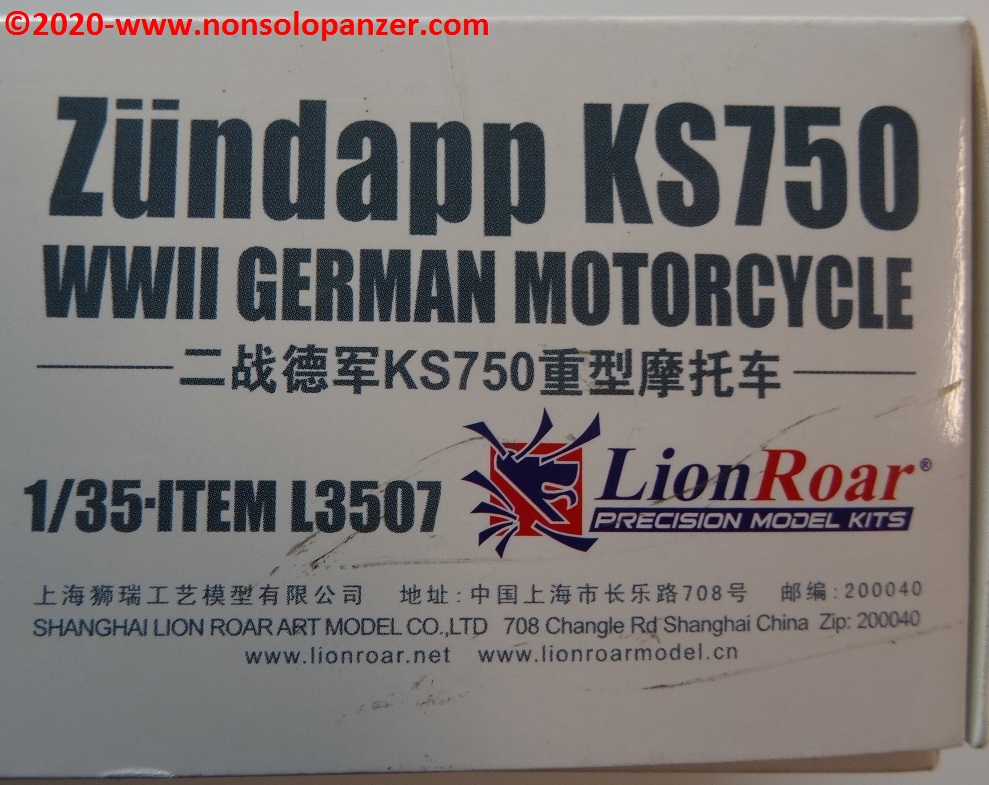 ©2020-www.nonsolopanzer.com
Zündapp KS750
WWII GERMAN MOTORCYCLE
二战德军KS750重型摩托车
1/35·ITEM L3507
LionRoar®
PRECISION MODEL KITS
上海狮瑞工艺模型有限公司 地址:中国上海市长乐路708号 邮编:200040
SHANGHAI LION ROAR ART MODEL CO.,LTD 708 Changle Rd Shanghai China Zip: 200040
www.lionroar.net www.lionroarmodel.cn